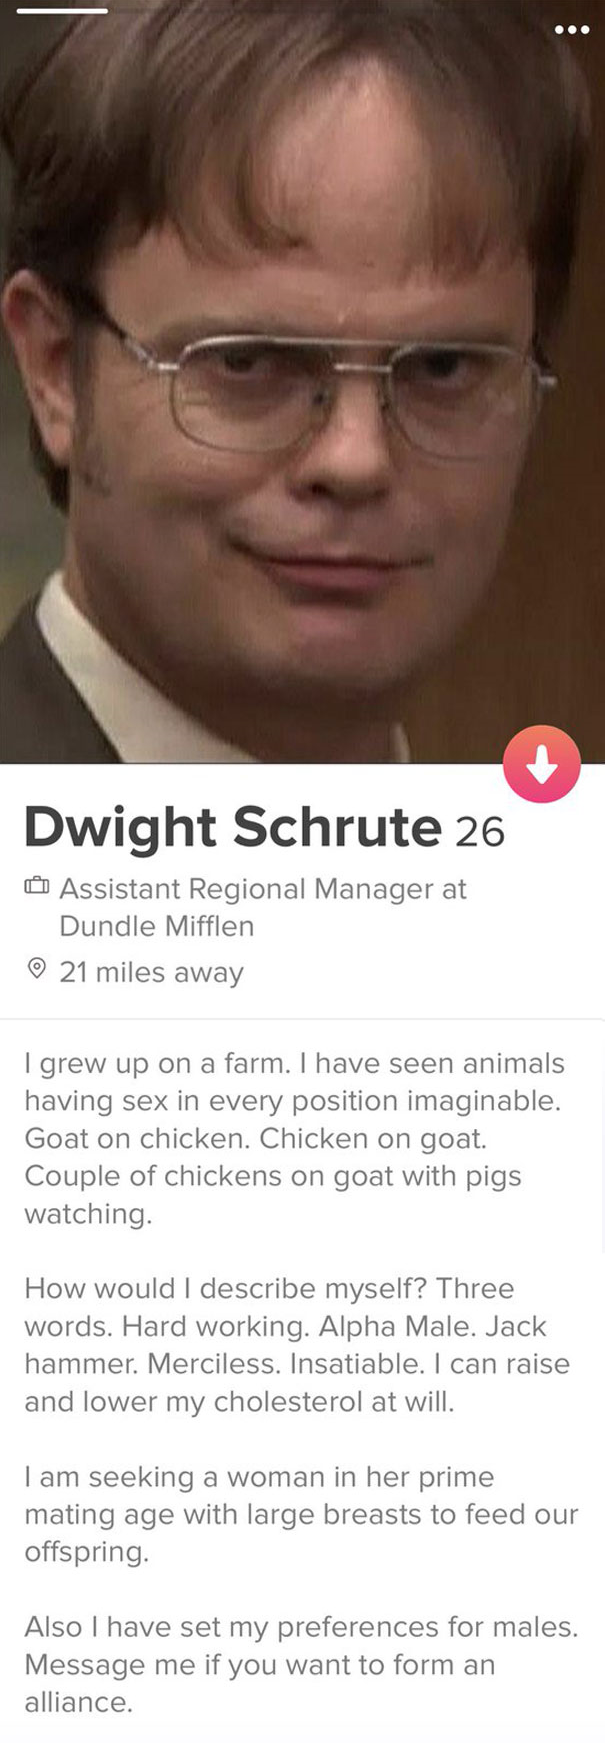 Dwight Schrute 26
Assistant Regional Manager at
Dundle Mifflen
21 miles away
I grew up on a farm. I have seen animals
having sex in every position imaginable.
Goat on chicken. Chicken on goat.
Couple of chickens on goat with pigs
watching.
How would I describe myself? Three
words. Hard working. Alpha Male. Jack
hammer. Merciless. Insatiable. I can raise
and lower my cholesterol at will.
I am seeking a woman in her prime
mating age with large breasts to feed our
offspring.
Also I have set my preferences for males.
Message me if you want to form an
alliance.